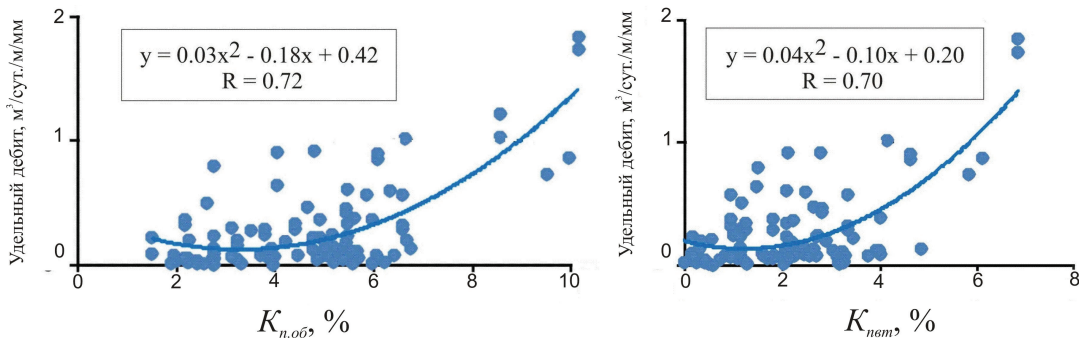 Удельный дебит, м³/сут./м/мм
2
1
0
y = 0.03x² - 0.18x + 0.42
R = 0.72
0 2 4 6 8 10
Kп,об, %
Удельный дебит, м³/сут./м/мм
2
1
0
y = 0.04x² - 0.10x + 0.20
R = 0.70
0 2 4 6 8
Kпвт, %